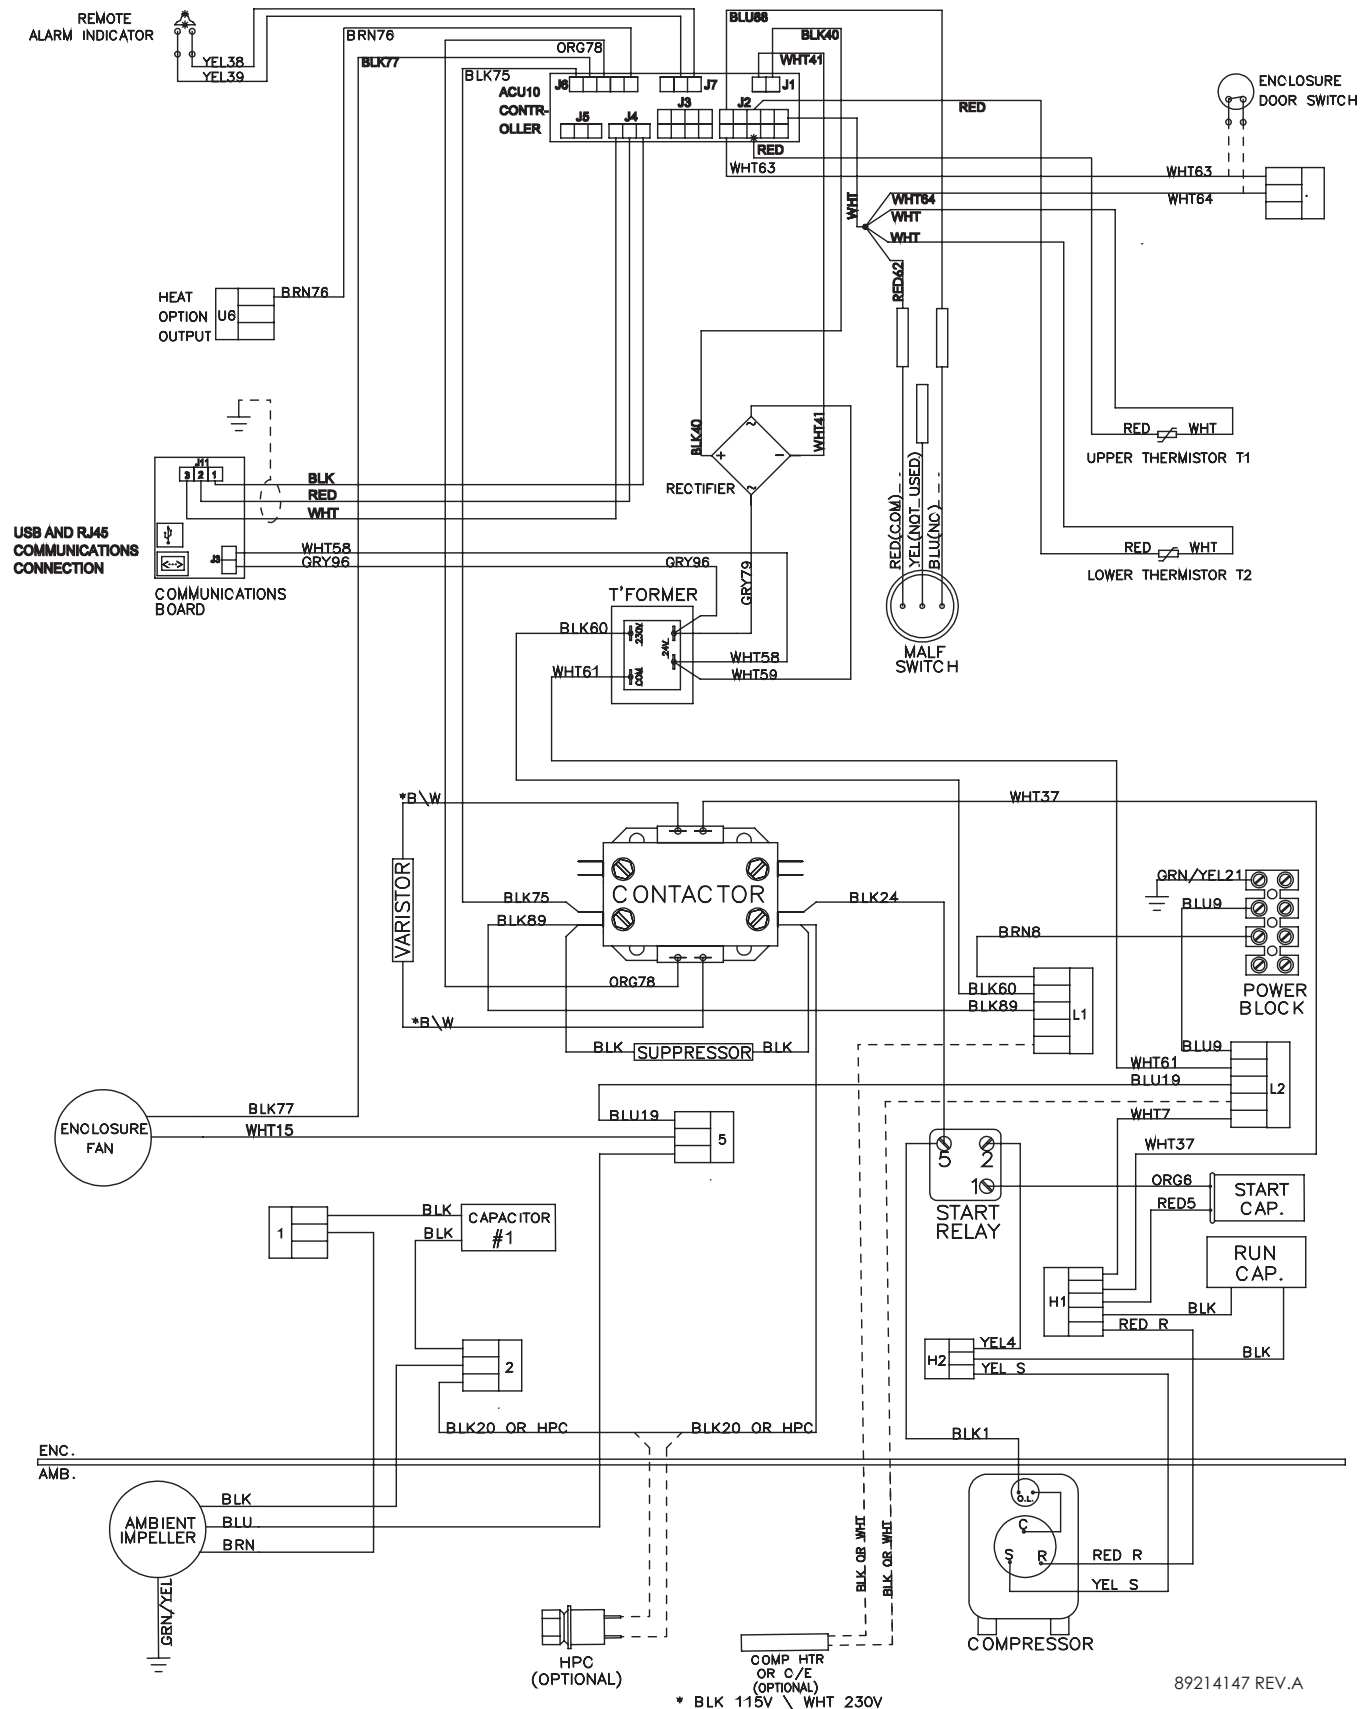 REMOTE
ALARM INDICATOR
YEL38
YEL39
BRN76
BLK77
ORG78
BLK75
BLU66
BLK40
WHT41
J6
J7
J1
ACU10
CONTR-
OLLER
J3
J2
J5
J4
RED
RED
WHT63
ENCLOSURE
DOOR SWITCH
WHT63
WHT64
WHT
WHT64
WHT
WHT
RED62
HEAT
OPTION
OUTPUT
U6
BRN76
BLK40
WHT41
RECTIFIER
RED WHT
UPPER THERMISTOR T1
RED WHT
LOWER THERMISTOR T2
J11
3 2 1
BLK
RED
WHT
USB AND RJ45
COMMUNICATIONS
CONNECTION
J3
WHT58
GRY96
COMMUNICATIONS
BOARD
GRY96
GRY79
RED(COM)
YEL(NOT USED)
BLU(NC)
MALF
SWITCH
T'FORMER
BLK60
230V.
24V.
COM.
WHT61
WHT58
WHT59
*B\W
WHT37
VARISTOR
CONTACTOR
BLK75
BLK89
BLK24
ORG78
*B\W
BLK SUPPRESSOR BLK
GRN/YEL21
BLU9
BRN8
POWER
BLOCK
BLK60
BLK89
L1
BLU9
WHT61
BLU19
L2
WHT7
WHT37
ENCLOSURE
FAN
BLK77
WHT15
BLU19
5
5
2
1
START
RELAY
ORG6
RED5
START
CAP.
RUN
CAP.
1
BLK
BLK
CAPACITOR
#1
H1
BLK
RED R
H2
YEL4
YEL S
BLK
2
BLK20 OR HPC
BLK20 OR HPC
BLK1
ENC.
AMB.
AMBIENT
IMPELLER
BLK
BLU
BRN
GRN/YEL
BLK OR WHT
BLK OR WHT
O.L.
C
S
R
RED R
YEL S
COMPRESSOR
HPC
(OPTIONAL)
COMP HTR
OR C/E
(OPTIONAL)
* BLK 115V \ WHT 230V
89214147 REV.A